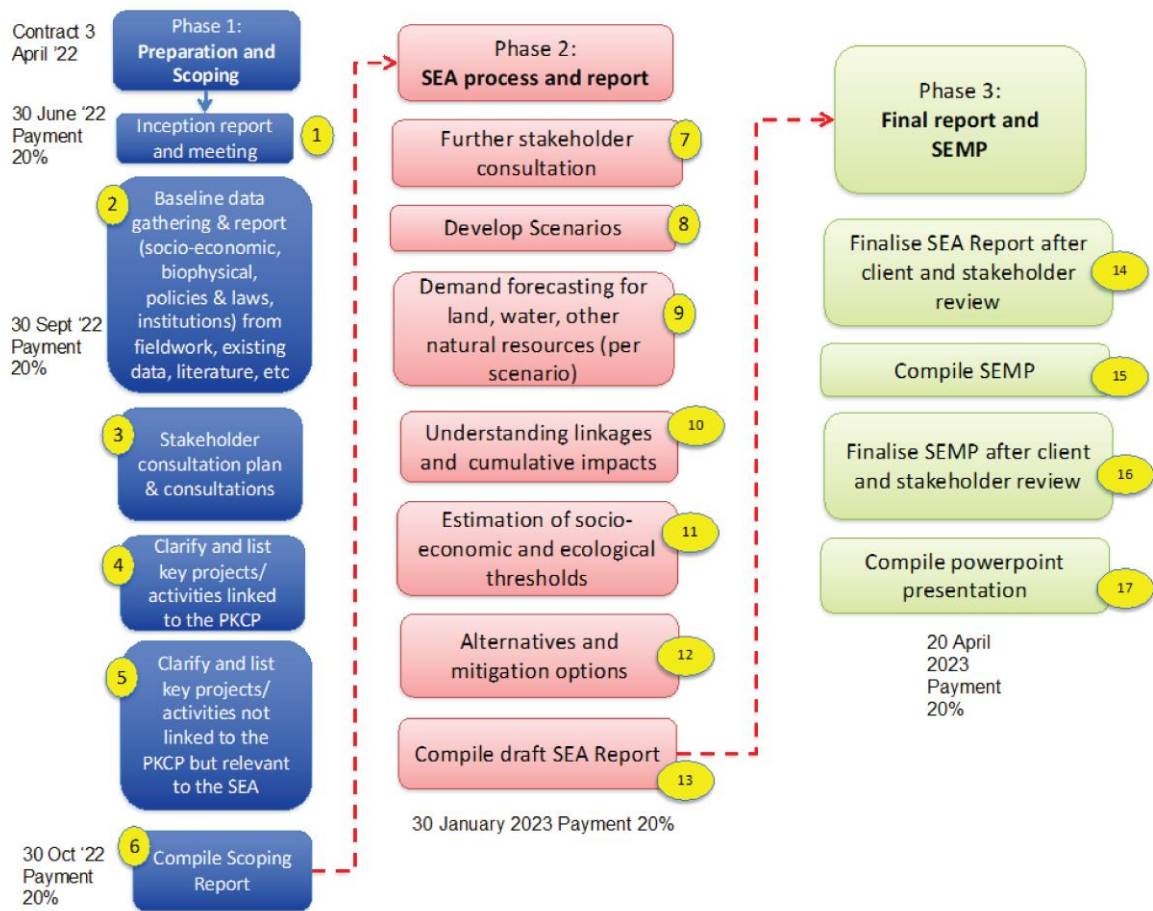 Contract 3
April ‘22
Phase 1:
Preparation and
Scoping
30 June ‘22
Payment
20%
Inception report
and meeting
1
2
Baseline data
gathering & report
(socio-economic,
biophysical,
policies & laws,
institutions) from
fieldwork, existing
data, literature, etc
30 Sept ‘22
Payment
20%
3
Stakeholder
consultation plan
& consultations
4
Clarify and list
key projects/
activities linked
to the PKCP
5
Clarify and list
key projects/
activities not
linked to the
PKCP but relevant
to the SEA
30 Oct ‘22
Payment
20%
6
Compile Scoping
Report
Phase 2:
SEA process and report
Further stakeholder
consultation
7
Develop Scenarios
8
Demand forecasting for
land, water, other
natural resources (per
scenario)
9
Understanding linkages
and cumulative impacts
10
Estimation of socio-
economic and ecological
thresholds
11
Alternatives and
mitigation options
12
Compile draft SEA Report
13
30 January 2023 Payment 20%
Phase 3:
Final report and
SEMP
Finalise SEA Report after
client and stakeholder
review
14
Compile SEMP
15
Finalise SEMP after client
and stakeholder review
16
Compile powerpoint
presentation
17
20 April
2023
Payment
20%